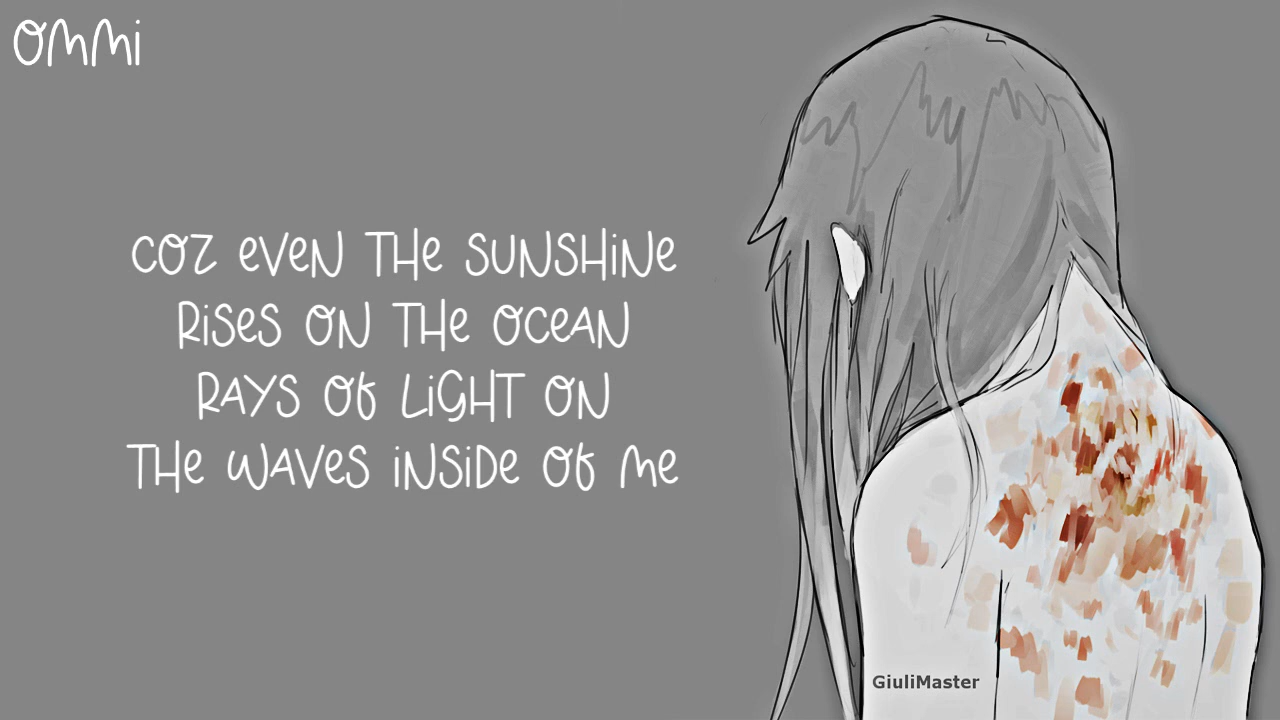 OMMi
COZ EVEN THE SUNSHiNE
RiSES ON THE OCEAN
RAYS Of LiGHT ON
THE WAVES iNSiDE Of ME
GiuliMaster